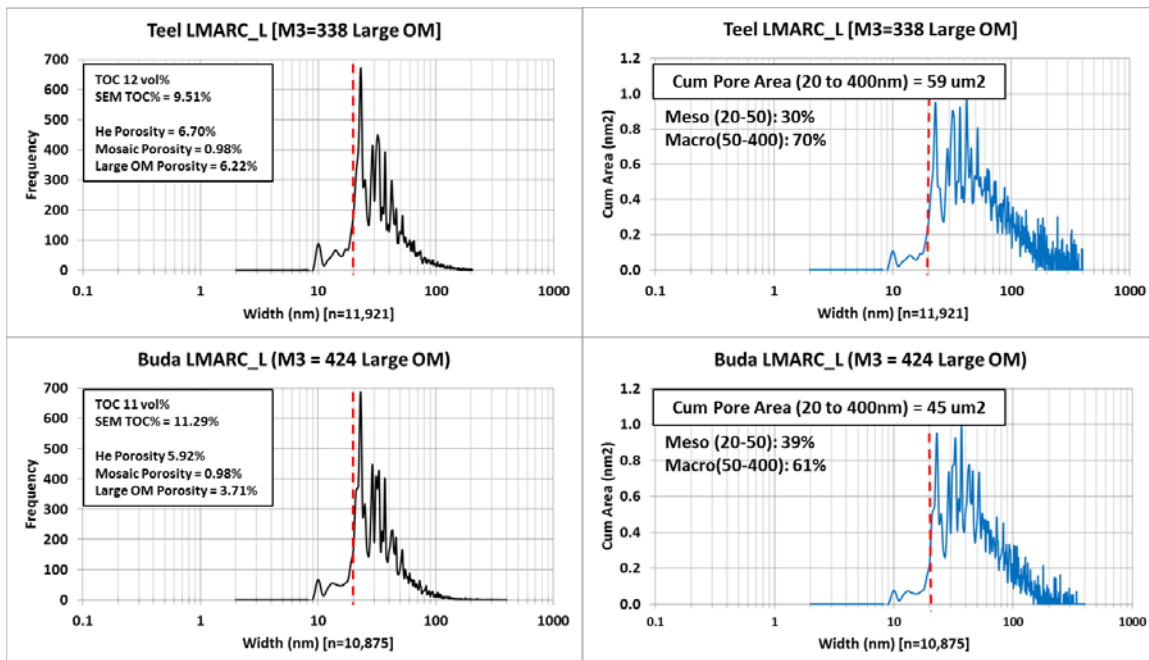 Teel LMARC_L [M3=338 Large OM]
700
600
500
400
300
200
100
0
Frequency
TOC 12 vol%
SEM TOC% = 9.51%
He Porosity = 6.70%
Mosaic Porosity = 0.98%
Large OM Porosity = 6.22%
0.1 1 10 100 1000
Width (nm) [n=11,921]
Teel LMARC_L [M3=338 Large OM]
1.2
1.0
0.8
0.6
0.4
0.2
0.0
Cum Area (nm2)
Cum Pore Area (20 to 400nm) = 59 um2
Meso (20-50): 30%
Macro(50-400): 70%
0.1 1 10 100 1000
Width (nm) [n=11,921]
Buda LMARC_L (M3 = 424 Large OM)
700
600
500
400
300
200
100
0
Frequency
TOC 11 vol%
SEM TOC% = 11.29%
He Porosity 5.92%
Mosaic Porosity = 0.98%
Large OM Porosity = 3.71%
0.1 1 10 100 1000
Width (nm) [n=10,875]
Buda LMARC_L (M3 = 424 Large OM)
1.2
1.0
0.8
0.6
0.4
0.2
0.0
Cum Area (nm2)
Cum Pore Area (20 to 400nm) = 45 um2
Meso (20-50): 39%
Macro(50-400): 61%
0.1 1 10 100 1000
Width (nm) [n=10,875]